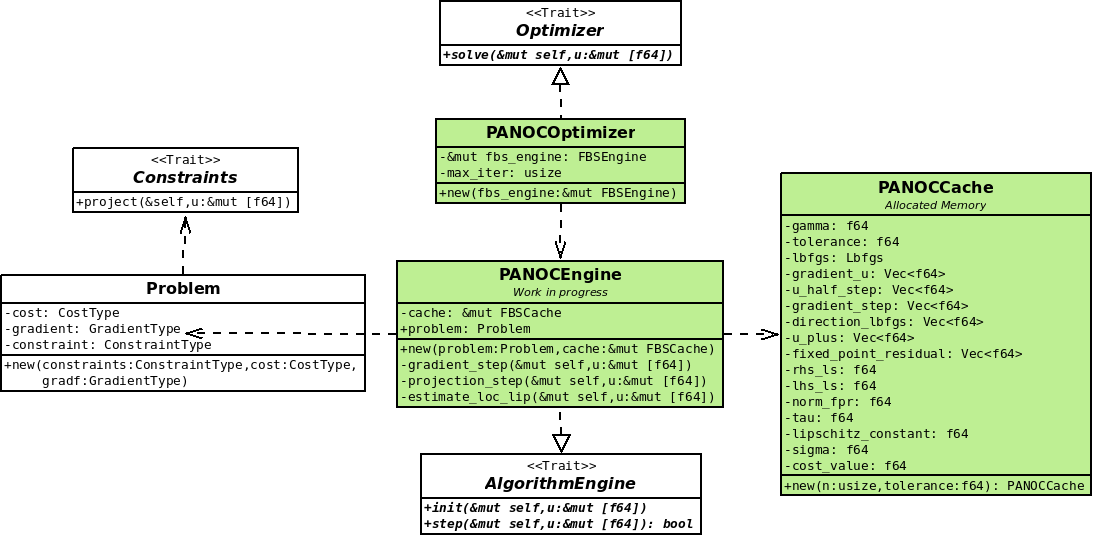 <<Trait>>
Optimizer
+solve(&mut self,u:&mut [f64])
PANOCOptimizer
-&mut fbs_engine: FBSEngine
-max_iter: usize
+new(fbs_engine:&mut FBSEngine)
<<Trait>>
Constraints
+project(&self,u:&mut [f64])
Problem
-cost: CostType
-gradient: GradientType
-constraint: ConstraintType
+new(constraints:ConstraintType,cost:CostType,
gradf:GradientType)
PANOCEngine
Work in progress
-cache: &mut FBSCache
+problem: Problem
+new(problem:Problem,cache:&mut FBSCache)
-gradient_step(&mut self,u:&mut [f64])
-projection_step(&mut self,u:&mut [f64])
-estimate_loc_lip(&mut self,u:&mut [f64])
<<Trait>>
AlgorithmEngine
+init(&mut self,u:&mut [f64])
+step(&mut self,u:&mut [f64]): bool
PANOCCache
Allocated Memory
-gamma: f64
-tolerance: f64
-lbfgs: Lbfgs
-gradient_u: Vec<f64>
-u_half_step: Vec<f64>
-gradient_step: Vec<f64>
-direction_lbfgs: Vec<f64>
-u_plus: Vec<f64>
-fixed_point_residual: Vec<f64>
-rhs_ls: f64
-lhs_ls: f64
-norm_fpr: f64
-tau: f64
-lipschitz_constant: f64
-sigma: f64
-cost_value: f64
+new(n:usize,tolerance:f64): PANOCCache